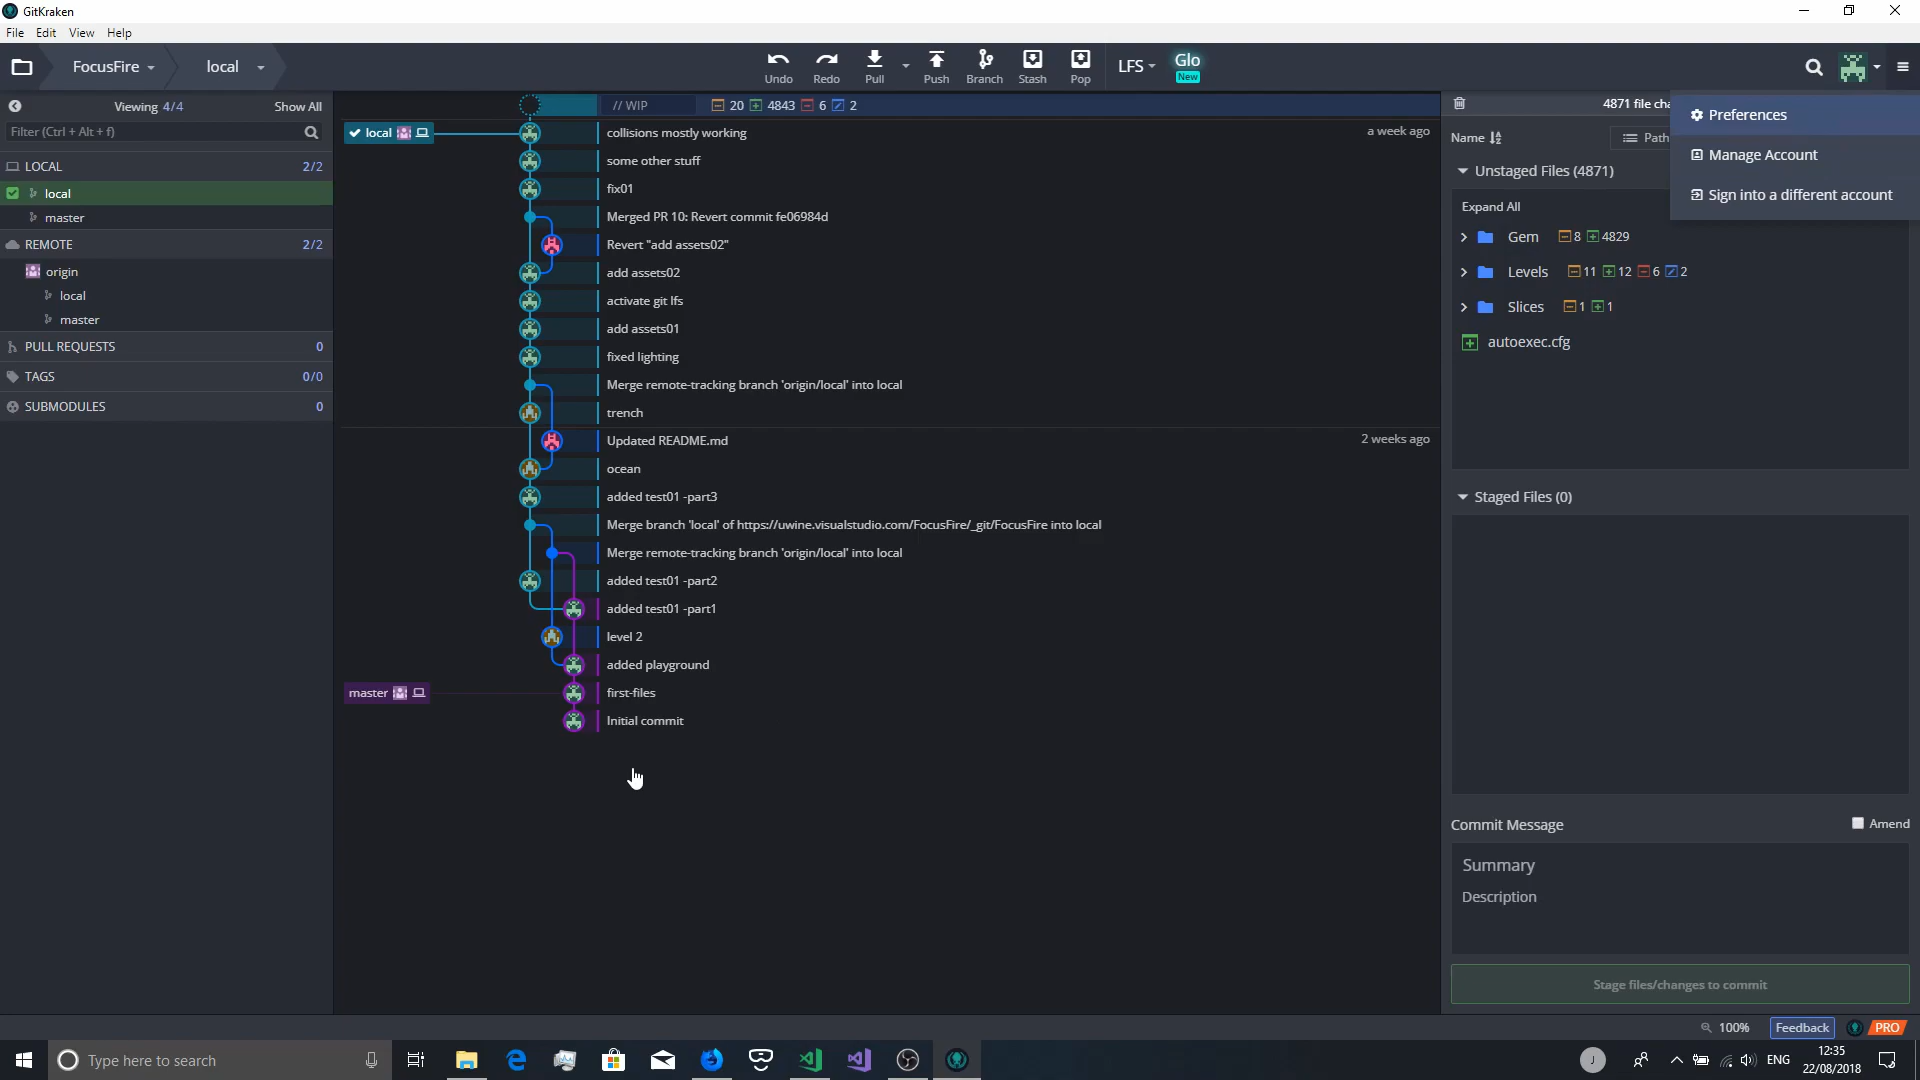 GitKraken
File Edit View Help
FocusFire local
Undo Redo Pull Push Branch Stash Pop LFS Glo
New
Viewing 4/4 Show All
Filter (Ctrl + Alt + f)
LOCAL 2/2
local
master
REMOTE 2/2
origin
local
master
PULL REQUESTS 0
TAGS 0/0
SUBMODULES 0
// WIP 20 4843 6 2
local collisions mostly working a week ago
some other stuff
fix01
Merged PR 10: Revert commit fe06984d
Revert "add assets02"
add assets02
activate git lfs
add assets01
fixed lighting
Merge remote-tracking branch 'origin/local' into local
trench
Updated README.md 2 weeks ago
ocean
added test01 -part3
Merge branch 'local' of https://uwine.visualstudio.com/FocusFire/_git/FocusFire into local
Merge remote-tracking branch 'origin/local' into local
added test01 -part2
added test01 -part1
level 2
added playground
master first-files
Initial commit
4871 file cha
Name Path
Preferences
Manage Account
Sign into a different account
Unstaged Files (4871)
Expand All
Gem 8 4829
Levels 11 12 6 2
Slices 1 1
autoexec.cfg
Staged Files (0)
Commit Message Amend
Summary
Description
Stage files/changes to commit
100% Feedback PRO
Type here to search
J ENG 12:35
22/08/2018